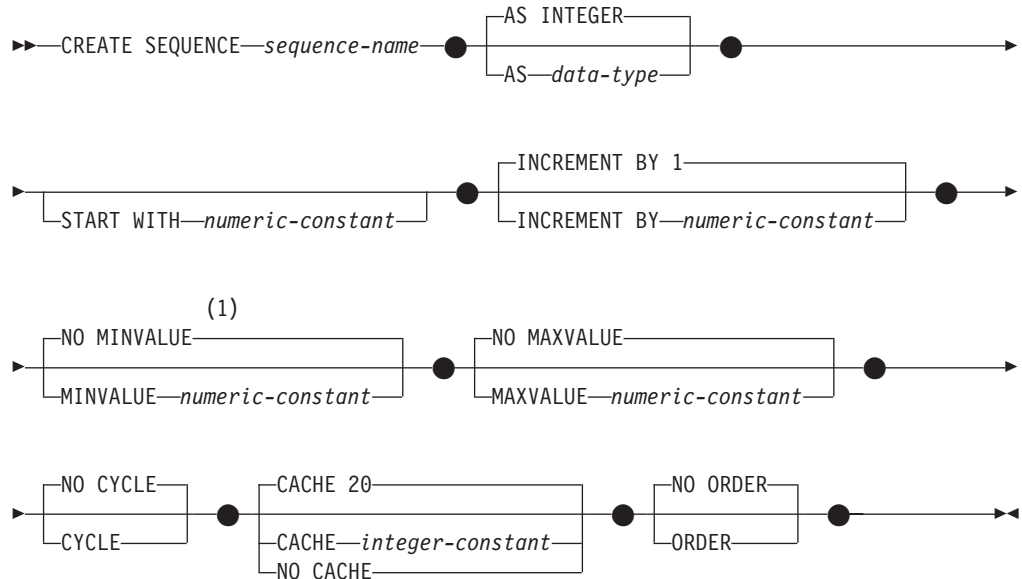 AS INTEGER
CREATE SEQUENCE sequence-name
AS data-type
INCREMENT BY 1
START WITH numeric-constant
INCREMENT BY numeric-constant
(1)
NO MINVALUE
NO MAXVALUE
MINVALUE numeric-constant
MAXVALUE numeric-constant
NO CYCLE
CACHE 20
NO ORDER
CYCLE
CACHE integer-constant
ORDER
NO CACHE